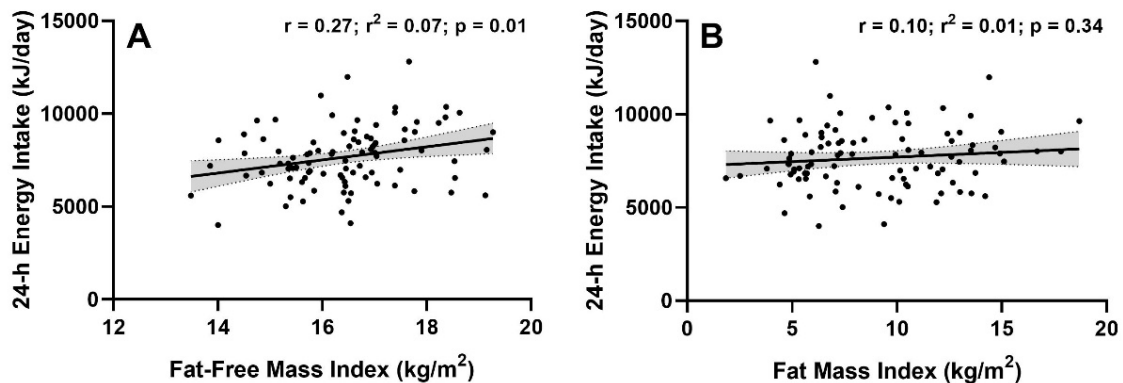 A
r = 0.27; r² = 0.07; p = 0.01
24-h Energy Intake (kJ/day)
15000
10000
5000
0
12
14
16
18
20
Fat-Free Mass Index (kg/m²)
B
r = 0.10; r² = 0.01; p = 0.34
24-h Energy Intake (kJ/day)
15000
10000
5000
0
0
5
10
15
20
Fat Mass Index (kg/m²)